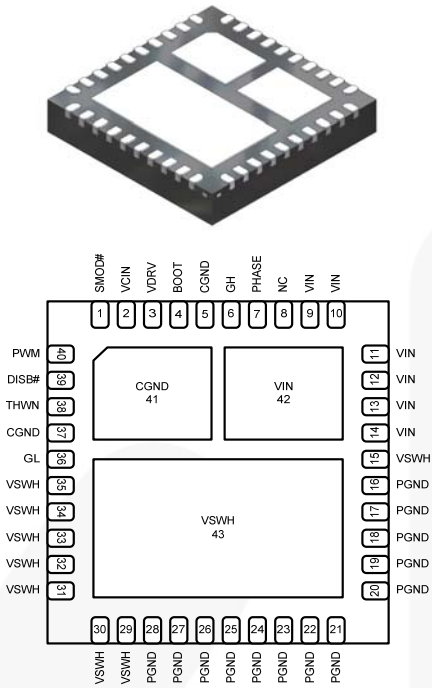 SMOD#
VCIN
VDRV
BOOT
CGND
GH
PHASE
NC
VIN
VIN
1
2
3
4
5
6
7
8
9
10
PWM
40
DISB#
39
THWN
38
CGND
37
GL
36
VSWH
35
VSWH
34
VSWH
33
VSWH
32
VSWH
31
CGND
41
VIN
42
VSWH
43
11
VIN
12
VIN
13
VIN
14
VIN
15
VSWH
16
PGND
17
PGND
18
PGND
19
PGND
20
PGND
30
29
28
27
26
25
24
23
22
21
VSWH
VSWH
PGND
PGND
PGND
PGND
PGND
PGND
PGND
PGND